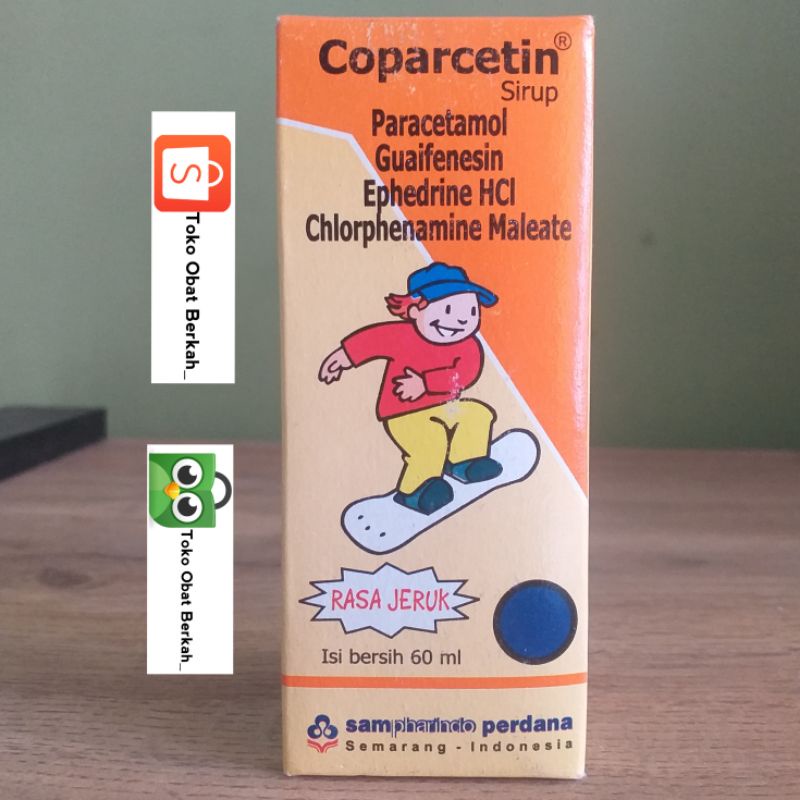 Coparcetin®
Sirup
Paracetamol
Guaifenesin
Ephedrine HCl
Chlorphenamine Maleate
S
Toko Obat Berkah_
Toko Obat Berkah_
RASA JERUK
Isi bersih 60 ml
sampharindo perdana
Semarang - Indonesia